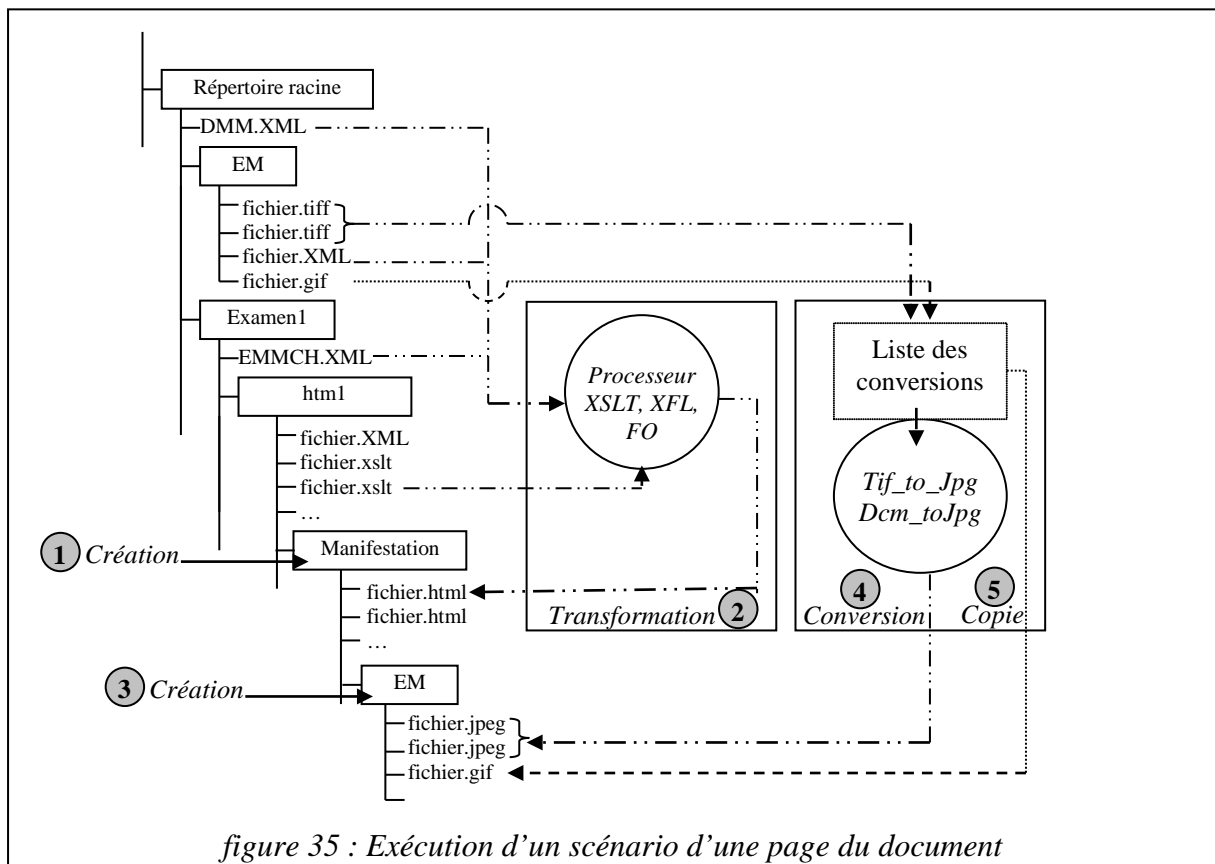 Répertoire racine
DMM.XML
EM
fichier.tiff
fichier.tiff
fichier.XML
fichier.gif
Examen1
EMMCH.XML
htm1
fichier.XML
fichier.xslt
fichier.xslt
…
1 Création
Manifestation
fichier.html
fichier.html
…
3 Création
EM
fichier.jpeg
fichier.jpeg
fichier.gif
Processeur
XSLT, XFL,
FO
Transformation 2
Liste des
conversions
Tif_to_Jpg
Dcm_toJpg
4
Conversion
5
Copie
figure 35 : Exécution d’un scénario d’une page du document